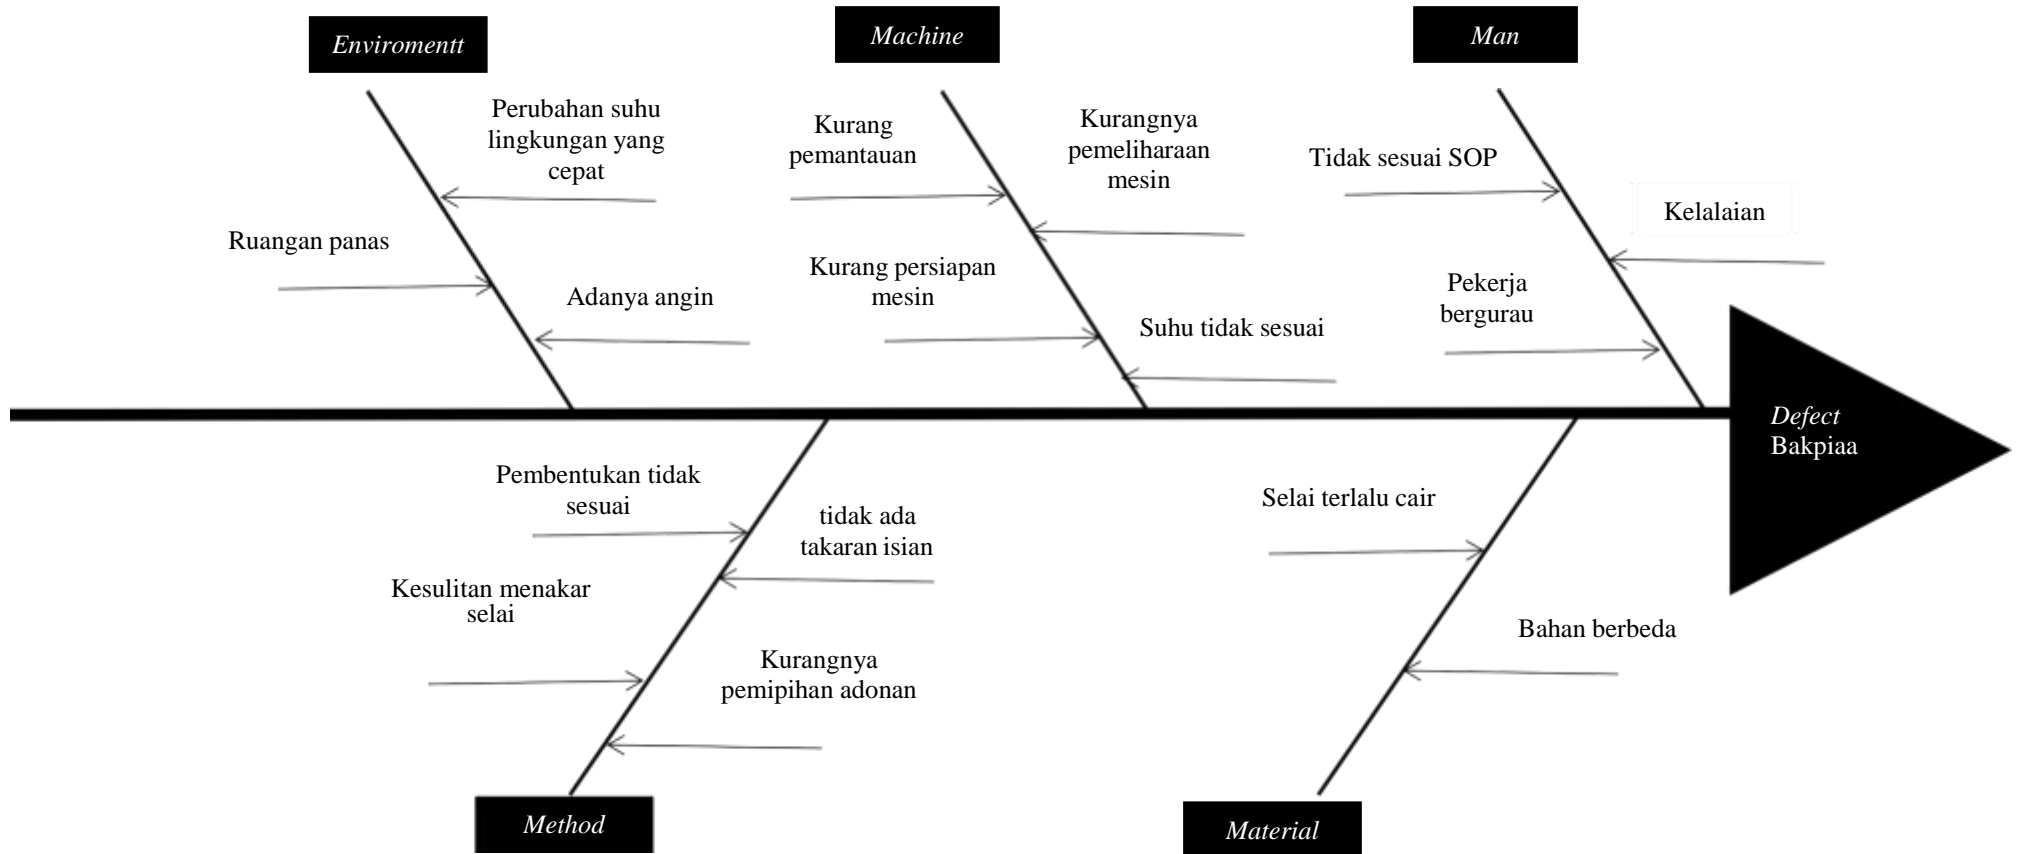 Enviromentt
Machine
Man
Perubahan suhu
lingkungan yang
cepat
Ruangan panas
Adanya angin
Kurang
pemantauan
Kurangnya
pemeliharaan
mesin
Kurang persiapan
mesin
Suhu tidak sesuai
Tidak sesuai SOP
Kelalaian
Pekerja
bergurau
Defect
Bakpiaa
Pembentukan tidak
sesuai
tidak ada
takaran isian
Kesulitan menakar
selai
Kurangnya
pemipihan adonan
Selai terlalu cair
Bahan berbeda
Method
Material